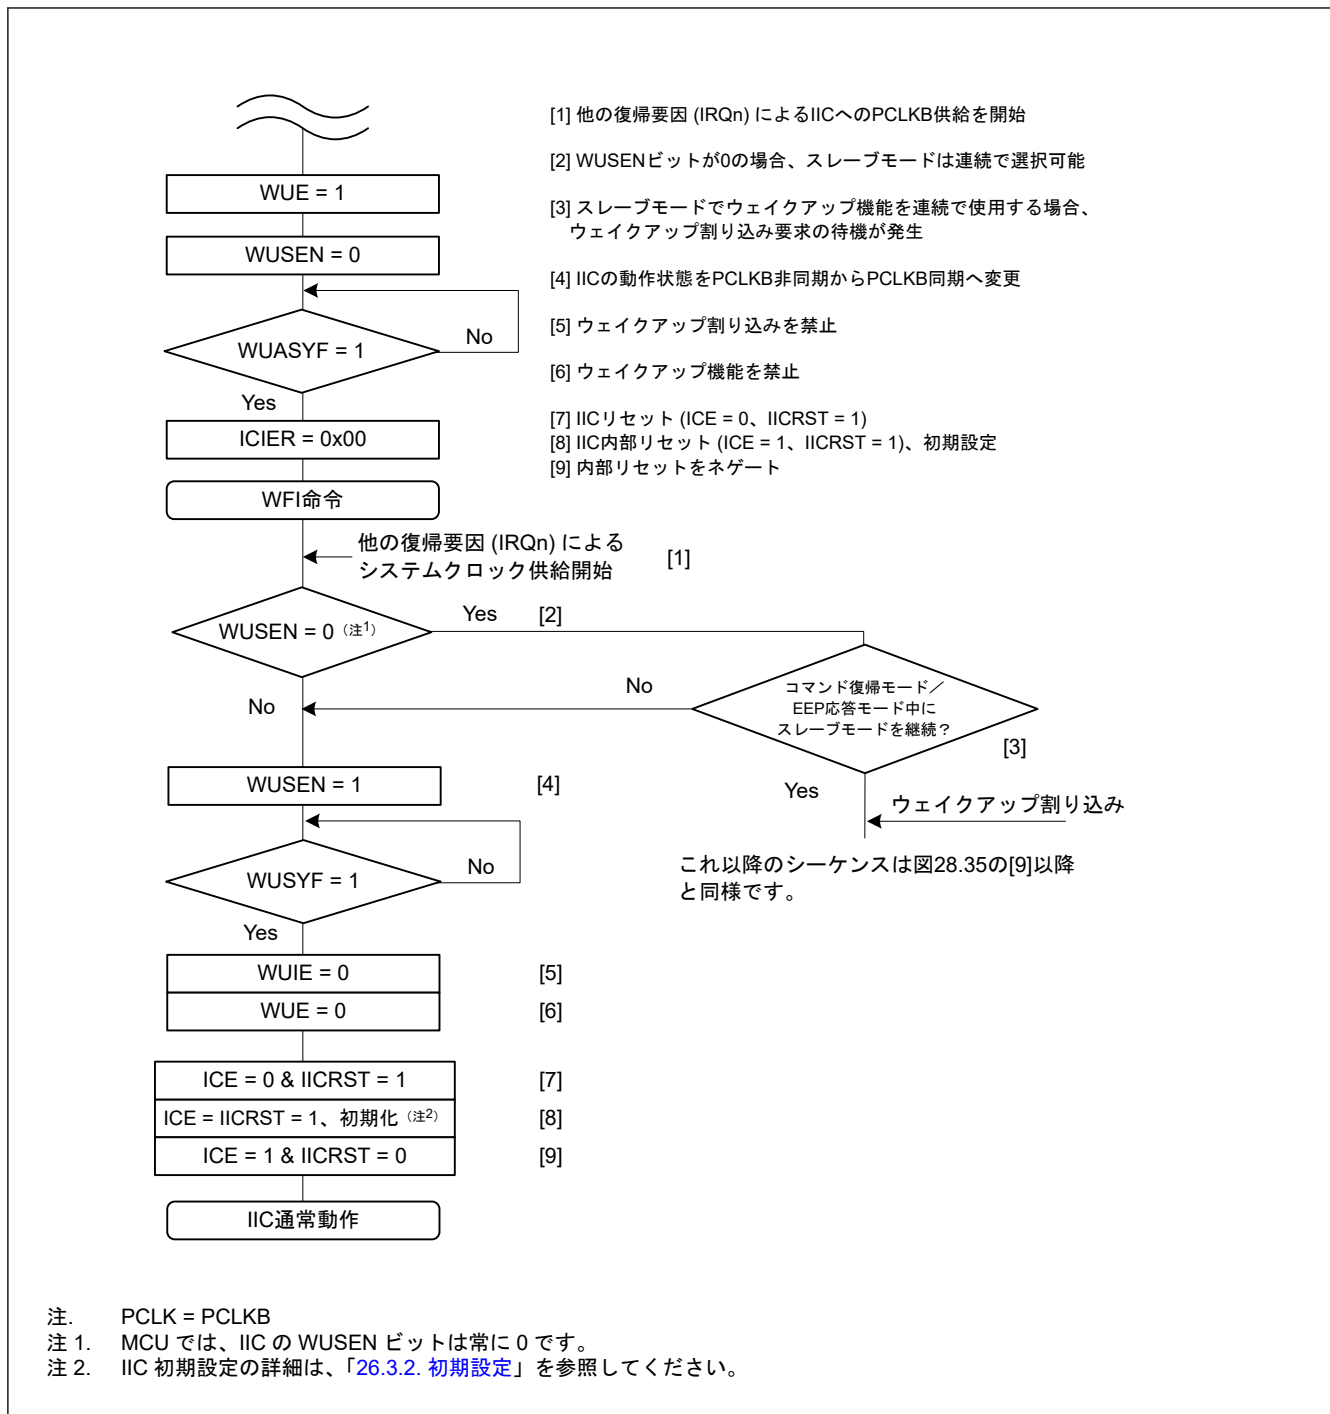 [1] 他の復帰要因 (IRQn) によるIICへのPCLKB供給を開始
[2] WUSENビットが0の場合、スレーブモードは連続で選択可能
[3] スレーブモードでウェイクアップ機能を連続で使用する場合、
ウェイクアップ割り込み要求の待機が発生
[4] IICの動作状態をPCLKB非同期からPCLKB同期へ変更
[5] ウェイクアップ割り込みを禁止
[6] ウェイクアップ機能を禁止
[7] IICリセット (ICE = 0、IICRST = 1)
[8] IIC内部リセット (ICE = 1、IICRST = 1)、初期設定
[9] 内部リセットをネゲート
WUE = 1
WUSEN = 0
WUASYF = 1
No
Yes
ICIER = 0x00
WFI命令
他の復帰要因 (IRQn) による
システムクロック供給開始
[1]
WUSEN = 0（注1）
Yes
[2]
No
コマンド復帰モード／
EEP応答モード中に
スレーブモードを継続？
No
[3]
Yes
ウェイクアップ割り込み
これ以降のシーケンスは図28.35の[9]以降
と同様です。
WUSEN = 1
[4]
WUSYF = 1
No
Yes
WUIE = 0
[5]
WUE = 0
[6]
ICE = 0 & IICRST = 1
[7]
ICE = IICRST = 1、初期化（注2）
[8]
ICE = 1 & IICRST = 0
[9]
IIC通常動作
注. PCLK = PCLKB
注 1. MCU では、IIC の WUSEN ビットは常に 0 です。
注 2. IIC 初期設定の詳細は、「26.3.2. 初期設定」を参照してください。